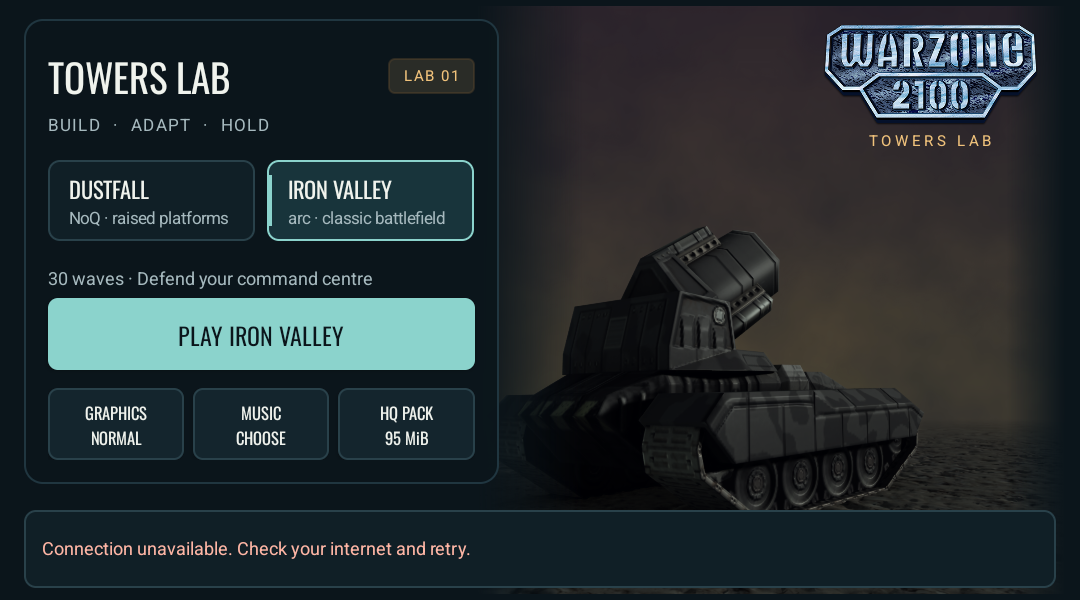 TOWERS LAB
LAB 01
BUILD · ADAPT · HOLD
DUSTFALL
NoQ · raised platforms
IRON VALLEY
arc · classic battlefield
30 waves · Defend your command centre
PLAY IRON VALLEY
GRAPHICS
NORMAL
MUSIC
CHOOSE
HQ PACK
95 MiB
WARZONE
2100
TOWERS LAB
Connection unavailable. Check your internet and retry.